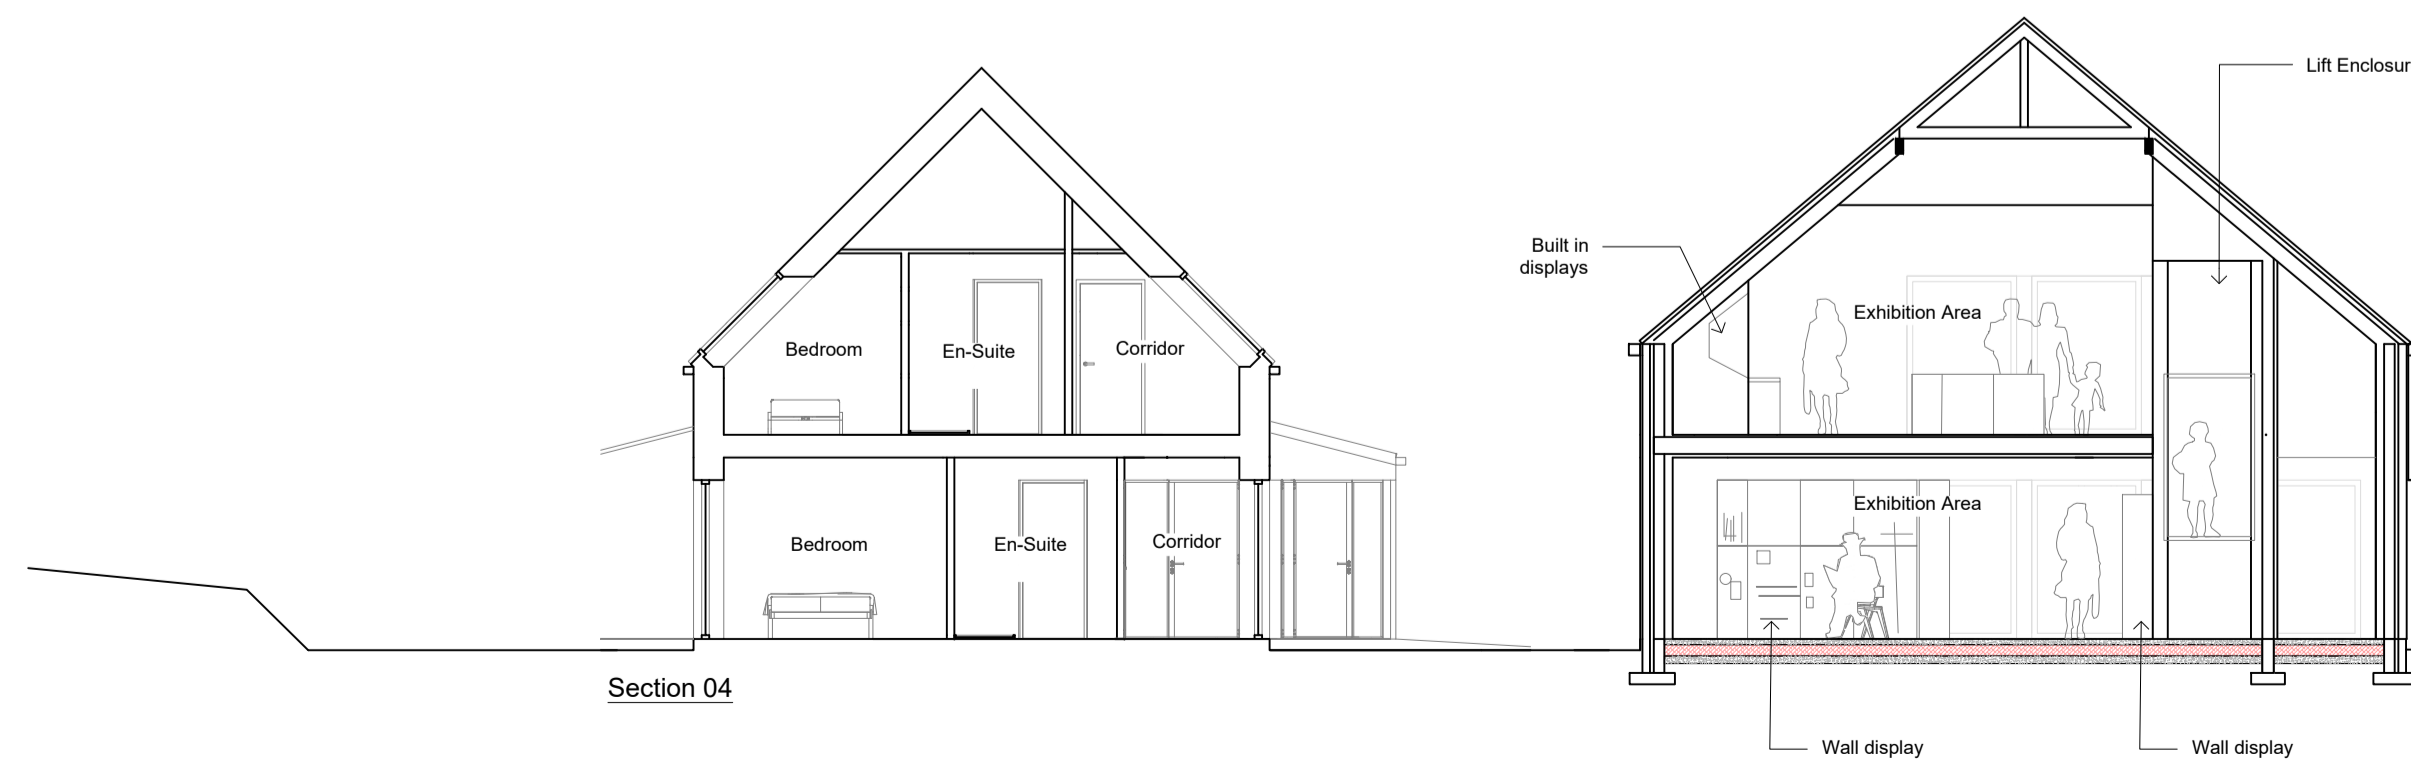 Lift Enclosur
Built in
displays
Exhibition Area
Bedroom
En-Suite
Corridor
Exhibition Area
Bedroom
En-Suite
Corridor
Section 04
Wall display
Wall display